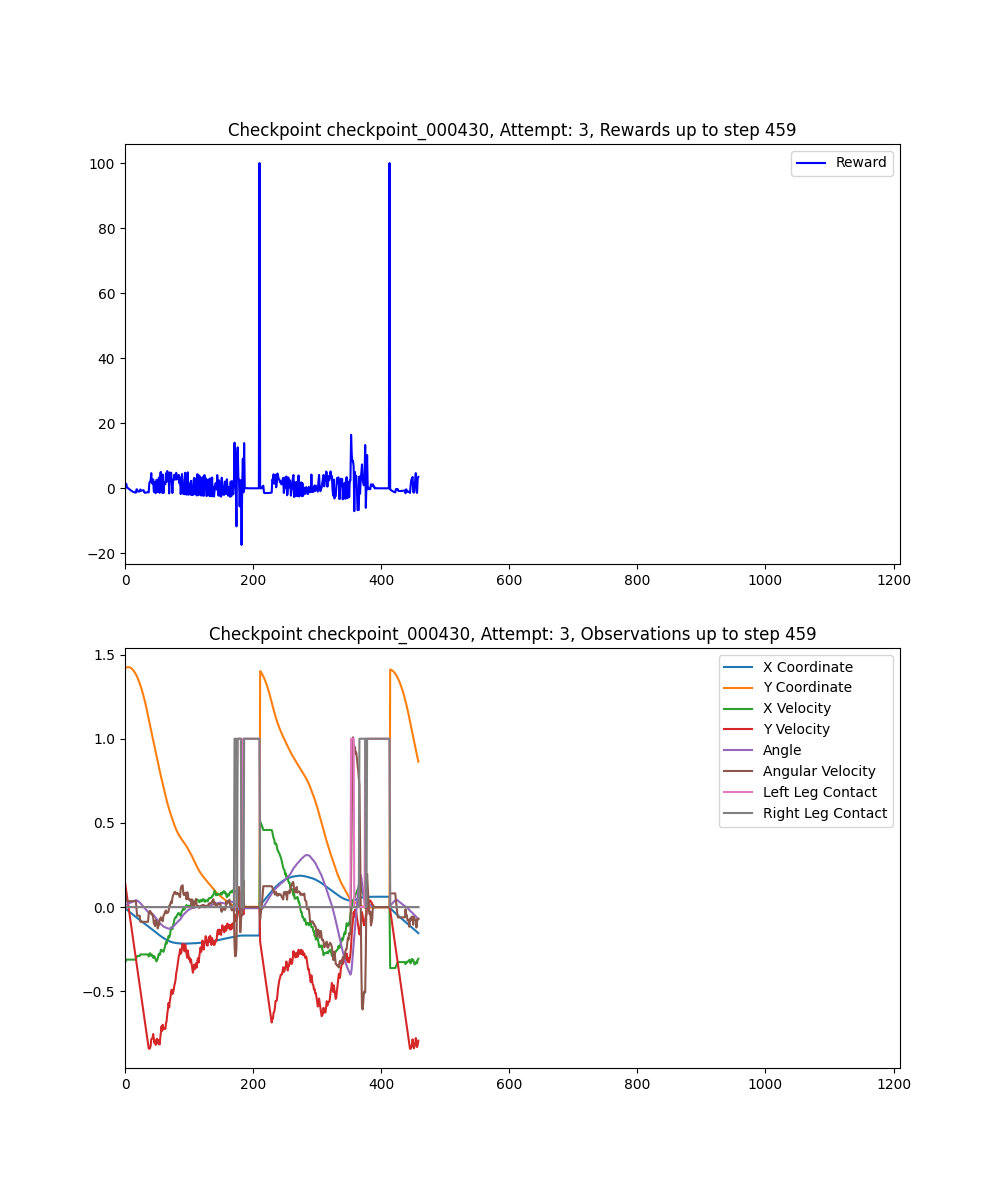 Checkpoint checkpoint_000430, Attempt: 3, Rewards up to step 459
Reward
100
80
60
40
20
0
−20
0 200 400 600 800 1000 1200
Checkpoint checkpoint_000430, Attempt: 3, Observations up to step 459
X Coordinate
Y Coordinate
X Velocity
Y Velocity
Angle
Angular Velocity
Left Leg Contact
Right Leg Contact
1.5
1.0
0.5
0.0
−0.5
0 200 400 600 800 1000 1200